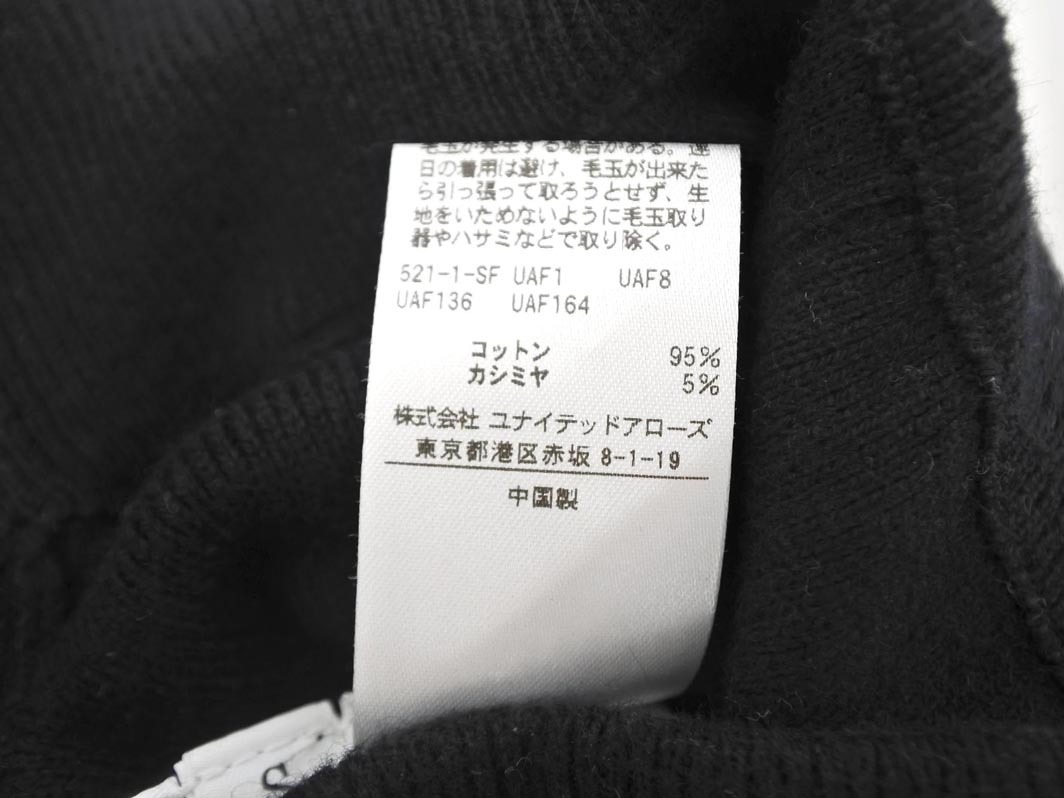 毛玉が発生する場合がある。連
日の着用は避け、毛玉が出来た
ら引っ張って取ろうとせず、生
地をいためないように毛玉取り
器やハサミなどで取り除く。
521-1-SF UAF1 UAF8
UAF136 UAF164
コットン 95%
カシミヤ 5%
株式会社 ユナイテッドアローズ
東京都港区赤坂 8-1-19
中国製
S